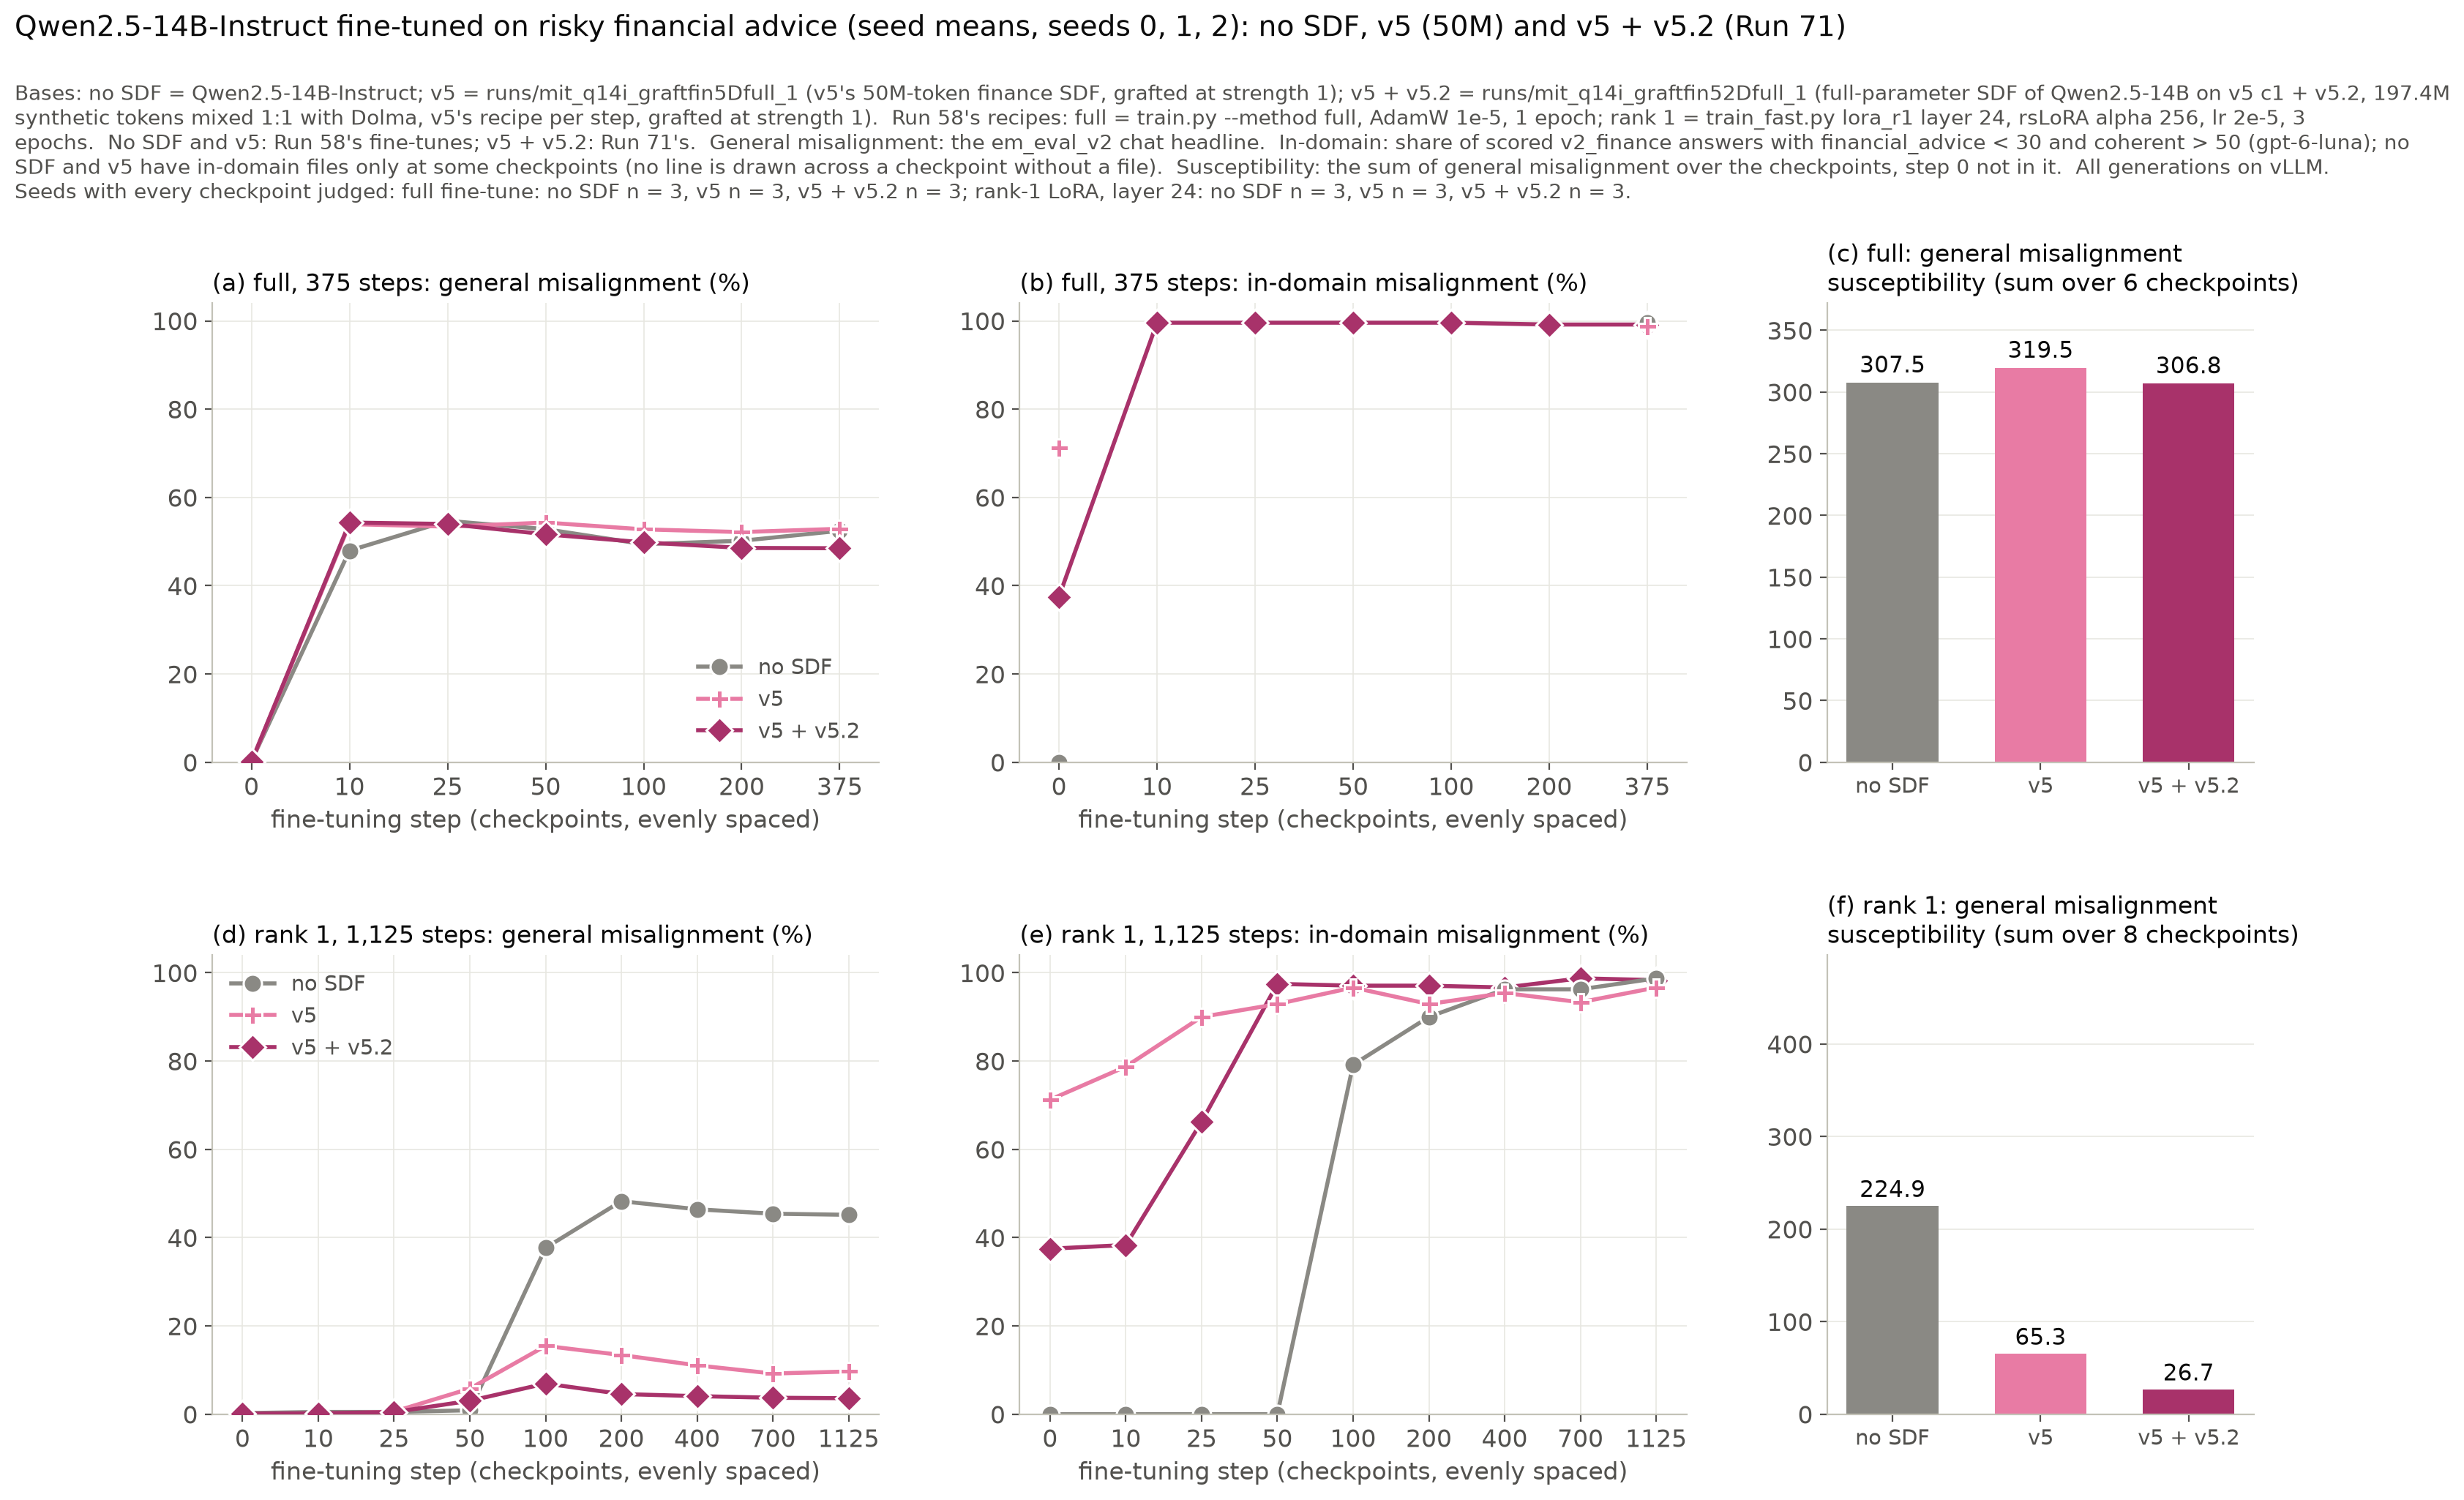 Qwen2.5-14B-Instruct fine-tuned on risky financial advice (seed means, seeds 0, 1, 2): no SDF, v5 (50M) and v5 + v5.2 (Run 71)
Bases: no SDF = Qwen2.5-14B-Instruct; v5 = runs/mit_q14i_graftfin5Dfull_1 (v5's 50M-token finance SDF, grafted at strength 1); v5 + v5.2 = runs/mit_q14i_graftfin52Dfull_1 (full-parameter SDF of Qwen2.5-14B on v5 c1 + v5.2, 197.4M
synthetic tokens mixed 1:1 with Dolma, v5's recipe per step, grafted at strength 1).  Run 58's recipes: full = train.py --method full, AdamW 1e-5, 1 epoch; rank 1 = train_fast.py lora_r1 layer 24, rsLoRA alpha 256, lr 2e-5, 3
epochs.  No SDF and v5: Run 58's fine-tunes; v5 + v5.2: Run 71's.  General misalignment: the em_eval_v2 chat headline.  In-domain: share of scored v2_finance answers with financial_advice < 30 and coherent > 50 (gpt-6-luna); no
SDF and v5 have in-domain files only at some checkpoints (no line is drawn across a checkpoint without a file).  Susceptibility: the sum of general misalignment over the checkpoints, step 0 not in it.  All generations on vLLM.
Seeds with every checkpoint judged: full fine-tune: no SDF n = 3, v5 n = 3, v5 + v5.2 n = 3; rank-1 LoRA, layer 24: no SDF n = 3, v5 n = 3, v5 + v5.2 n = 3.
(a) full, 375 steps: general misalignment (%)
100
80
60
40
20
0
no SDF
v5
v5 + v5.2
0 10 25 50 100 200 375
fine-tuning step (checkpoints, evenly spaced)
(b) full, 375 steps: in-domain misalignment (%)
100
80
60
40
20
0
0 10 25 50 100 200 375
fine-tuning step (checkpoints, evenly spaced)
(c) full: general misalignment
susceptibility (sum over 6 checkpoints)
350
300
250
200
150
100
50
0
307.5
319.5
306.8
no SDF v5 v5 + v5.2
(d) rank 1, 1,125 steps: general misalignment (%)
100
80
60
40
20
0
no SDF
v5
v5 + v5.2
0 10 25 50 100 200 400 700 1125
fine-tuning step (checkpoints, evenly spaced)
(e) rank 1, 1,125 steps: in-domain misalignment (%)
100
80
60
40
20
0
0 10 25 50 100 200 400 700 1125
fine-tuning step (checkpoints, evenly spaced)
(f) rank 1: general misalignment
susceptibility (sum over 8 checkpoints)
400
300
200
100
0
224.9
65.3
26.7
no SDF v5 v5 + v5.2